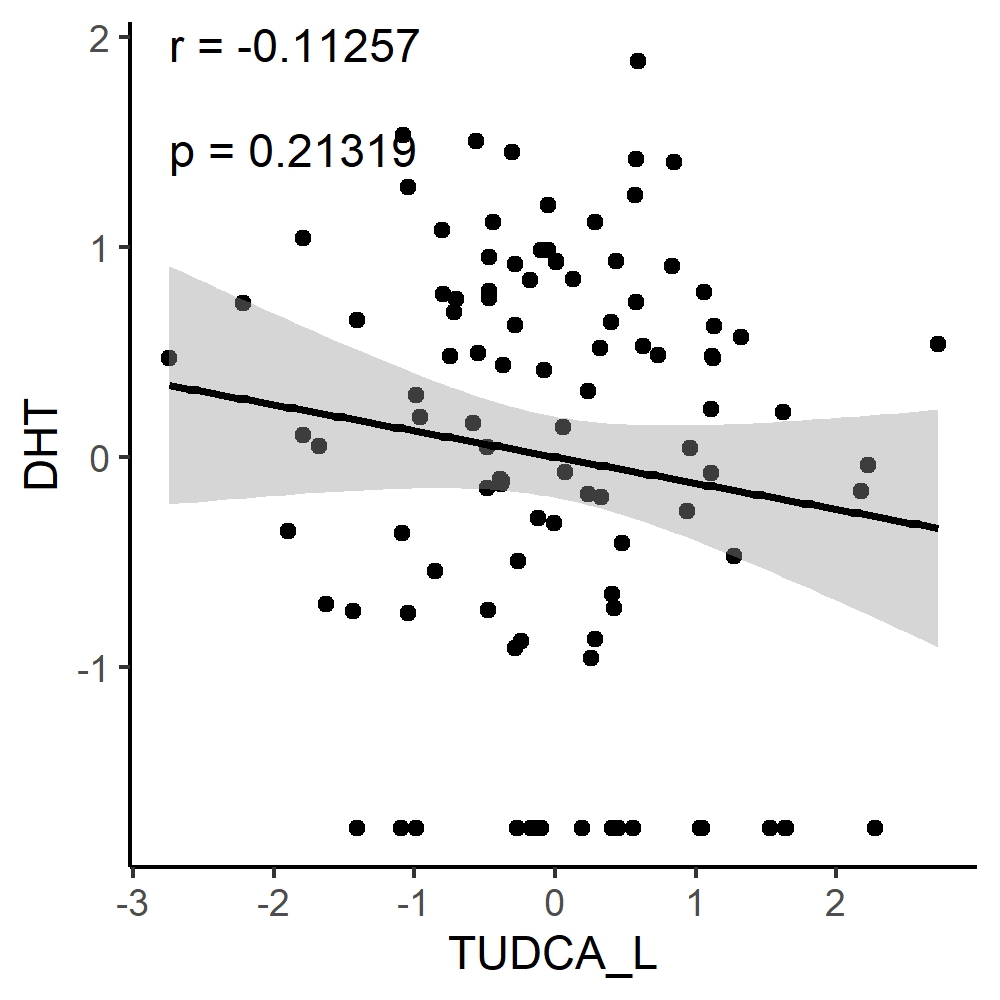 r = -0.11257
p = 0.21319
2
1
0
-1
DHT
-3 -2 -1 0 1 2
TUDCA_L